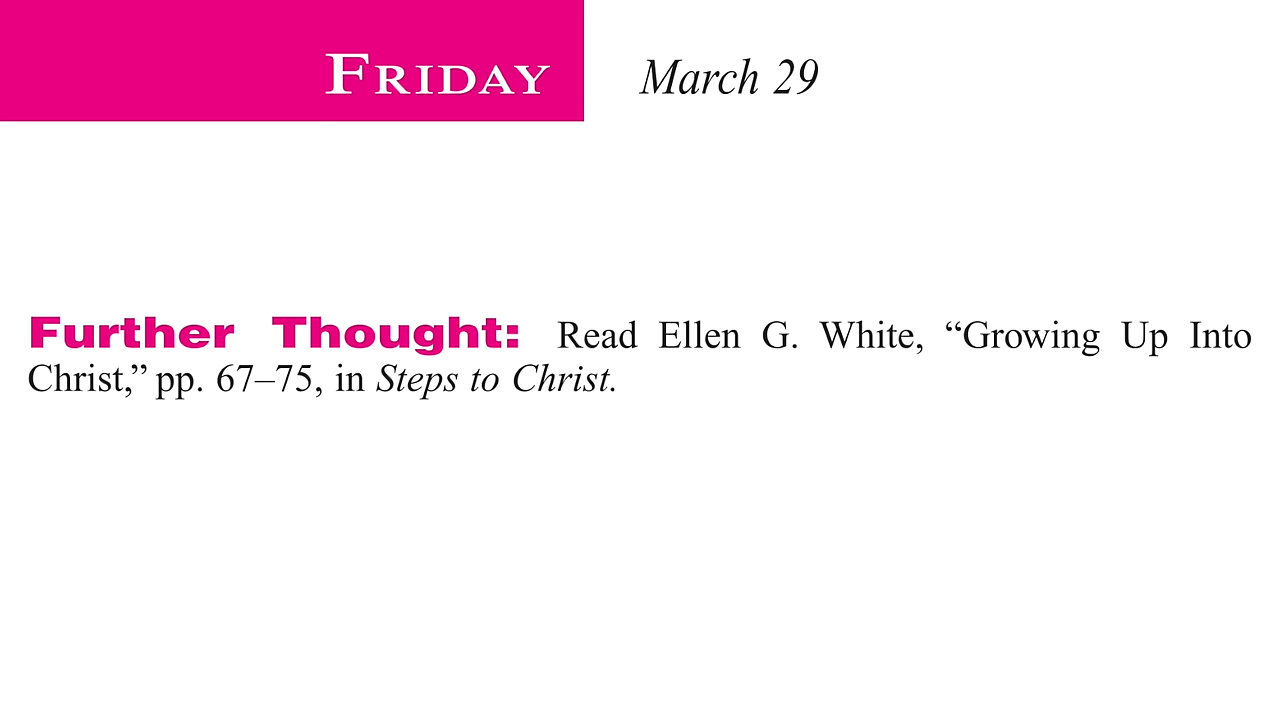 FRIDAY March 29
Further Thought: Read Ellen G. White, “Growing Up Into
Christ,” pp. 67–75, in Steps to Christ.